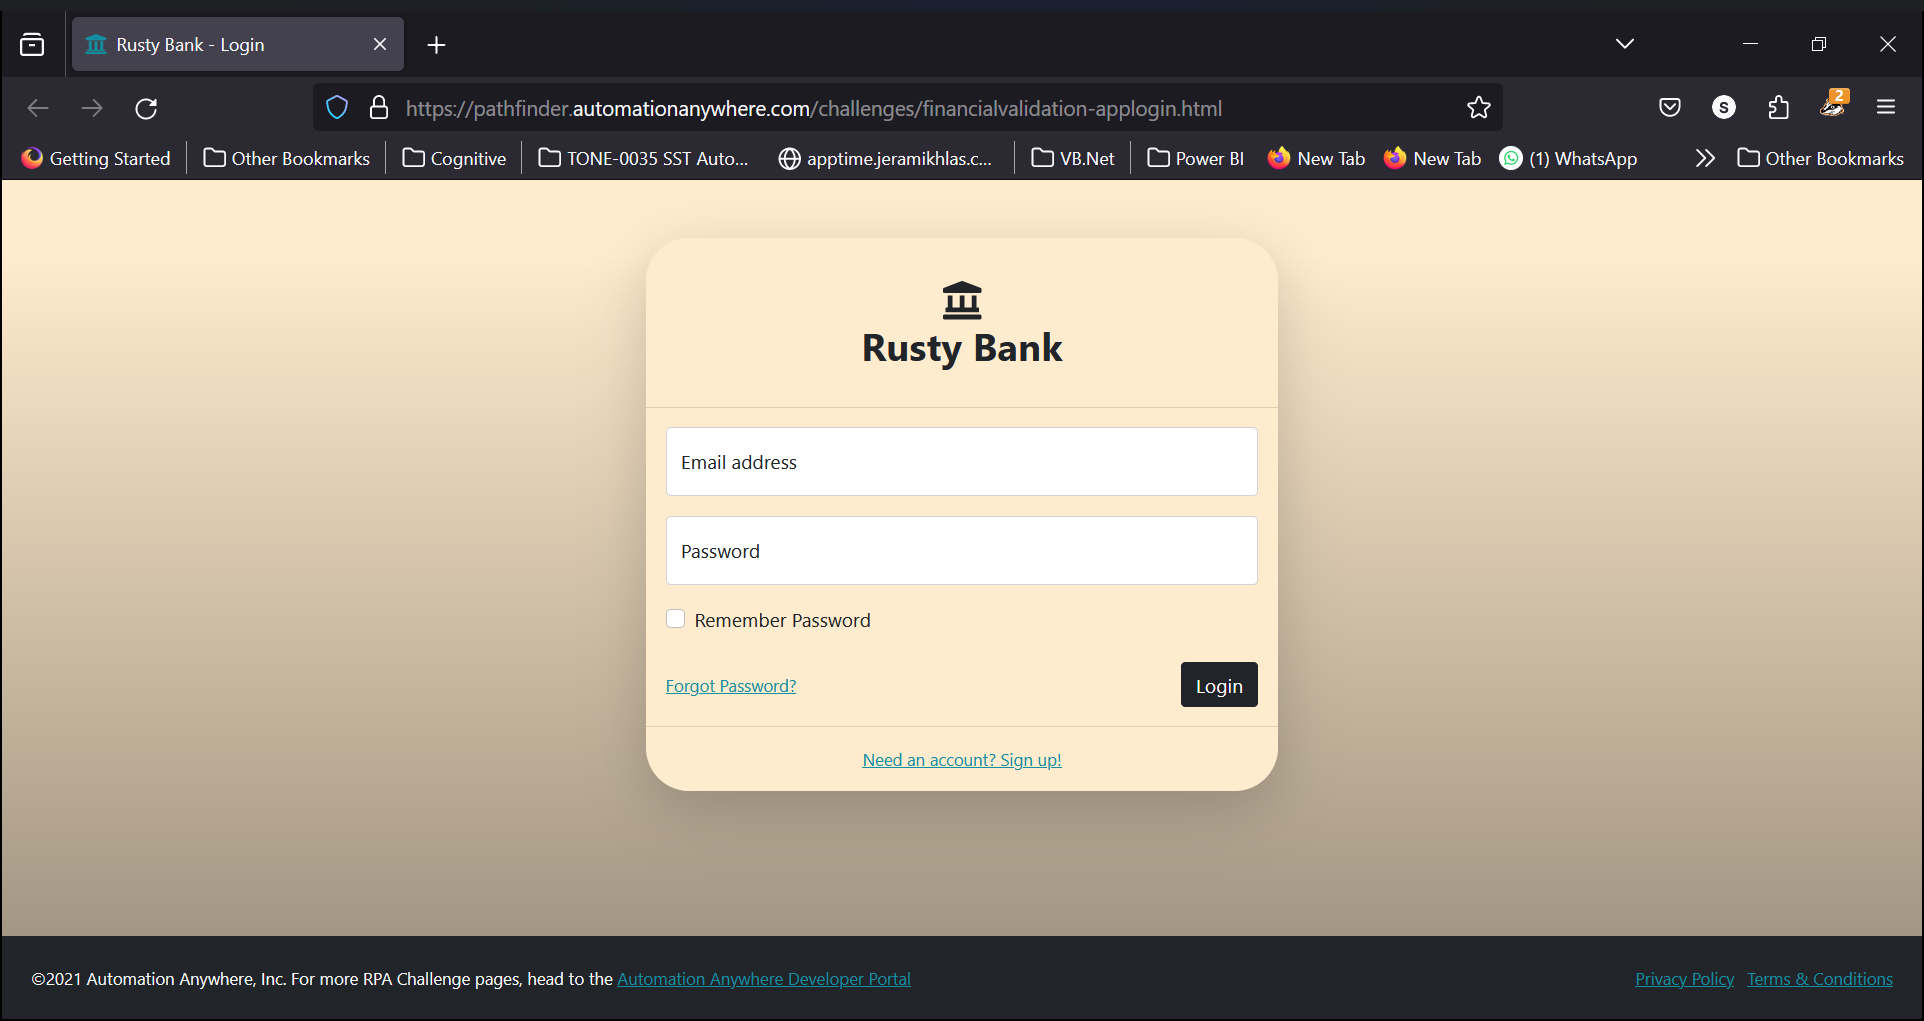 Rusty Bank - Login
https://pathfinder.automationanywhere.com/challenges/financialvalidation-applogin.html
S
2
Getting Started
Other Bookmarks
Cognitive
TONE-0035 SST Auto...
apptime.jeramikhlas.c...
VB.Net
Power BI
New Tab
New Tab
(1) WhatsApp
Other Bookmarks
Rusty Bank
Email address
Password
Remember Password
Forgot Password?
Login
Need an account? Sign up!
©2021 Automation Anywhere, Inc. For more RPA Challenge pages, head to the Automation Anywhere Developer Portal
Privacy Policy
Terms & Conditions